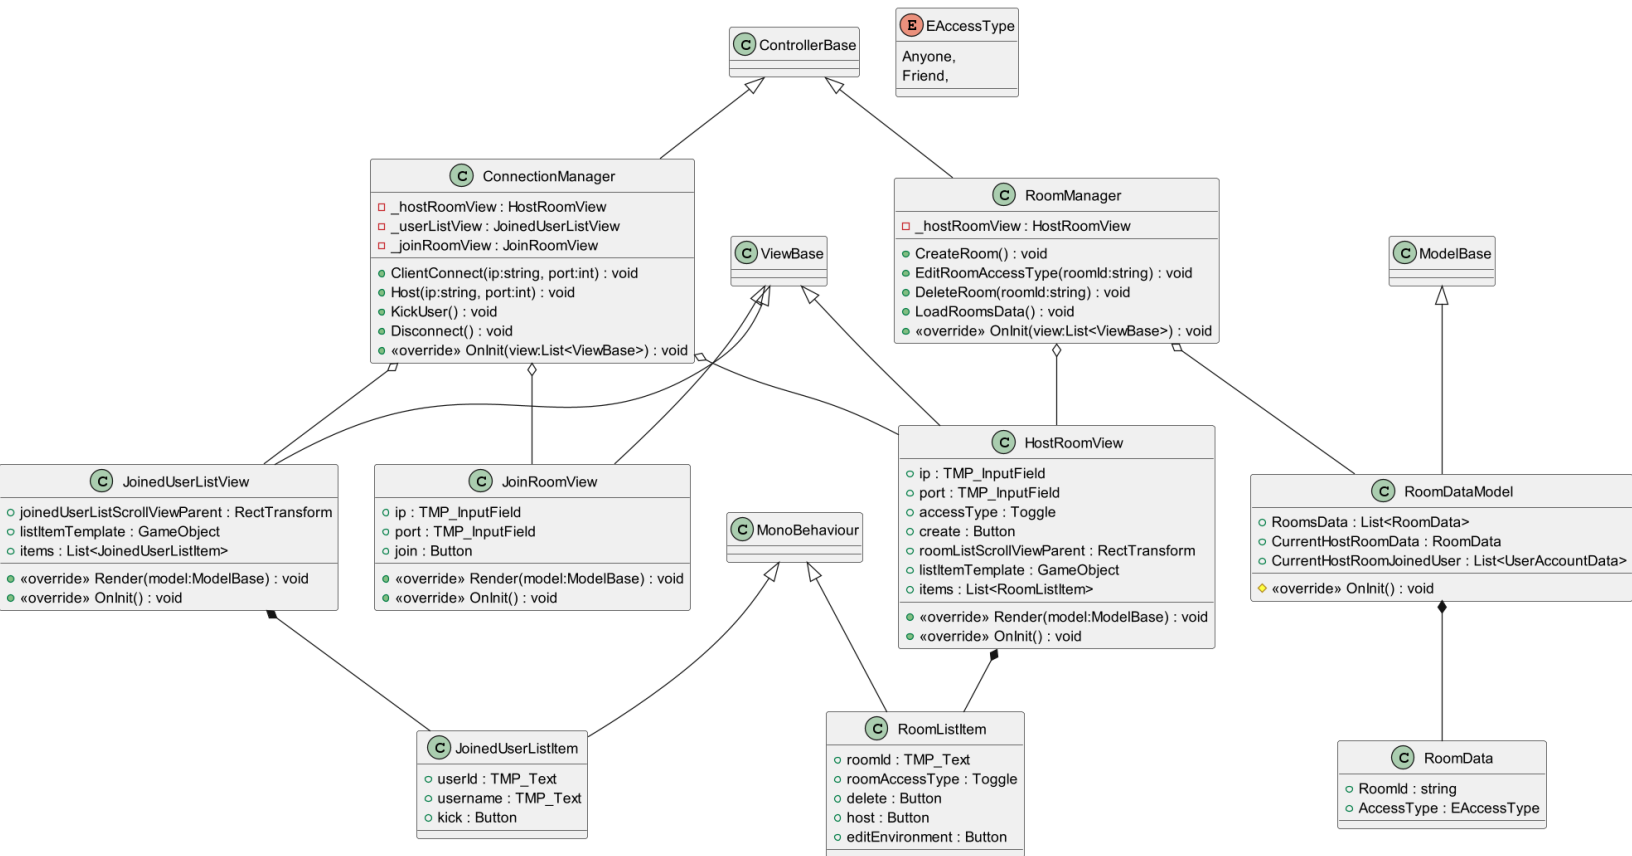 C ControllerBase
E EAccessType
Anyone,
Friend,
C ConnectionManager
_hostRoomView : HostRoomView
_userListView : JoinedUserListView
_joinRoomView : JoinRoomView
ClientConnect(ip:string, port:int) : void
Host(ip:string, port:int) : void
KickUser() : void
Disconnect() : void
«override» OnInit(view:List<ViewBase>) : void
C ViewBase
C RoomManager
_hostRoomView : HostRoomView
CreateRoom() : void
EditRoomAccessType(roomId:string) : void
DeleteRoom(roomId:string) : void
LoadRoomsData() : void
«override» OnInit(view:List<ViewBase>) : void
C ModelBase
C JoinedUserListView
joinedUserListScrollViewParent : RectTransform
listItemTemplate : GameObject
items : List<JoinedUserListItem>
«override» Render(model:ModelBase) : void
«override» OnInit() : void
C JoinRoomView
ip : TMP_InputField
port : TMP_InputField
join : Button
«override» Render(model:ModelBase) : void
«override» OnInit() : void
C MonoBehaviour
C HostRoomView
ip : TMP_InputField
port : TMP_InputField
accessType : Toggle
create : Button
roomListScrollViewParent : RectTransform
listItemTemplate : GameObject
items : List<RoomListItem>
«override» Render(model:ModelBase) : void
«override» OnInit() : void
C RoomDataModel
RoomsData : List<RoomData>
CurrentHostRoomData : RoomData
CurrentHostRoomJoinedUser : List<UserAccountData>
«override» OnInit() : void
C JoinedUserListItem
userId : TMP_Text
username : TMP_Text
kick : Button
C RoomListItem
roomId : TMP_Text
roomAccessType : Toggle
delete : Button
host : Button
editEnvironment : Button
C RoomData
RoomId : string
AccessType : EAccessType